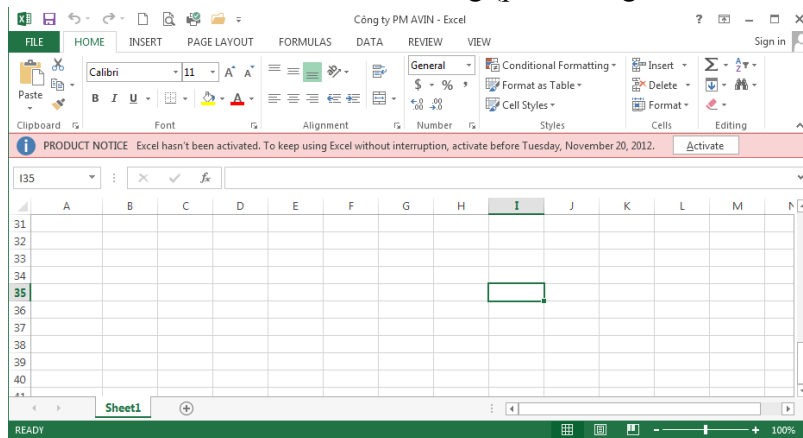 Công ty PM AVIN - Excel
FILE HOME INSERT PAGE LAYOUT FORMULAS DATA REVIEW VIEW Sign in
Calibri 11 General Conditional Formatting Insert
Paste B I U $ % Format as Table Delete
Cell Styles Format
Clipboard Font Alignment Number Styles Cells Editing
PRODUCT NOTICE Excel hasn't been activated. To keep using Excel without interruption, activate before Tuesday, November 20, 2012. Activate
I35 fx
A B C D E F G H I J K L M N
31
32
33
34
35
36
37
38
39
40
41
Sheet1
READY 100%